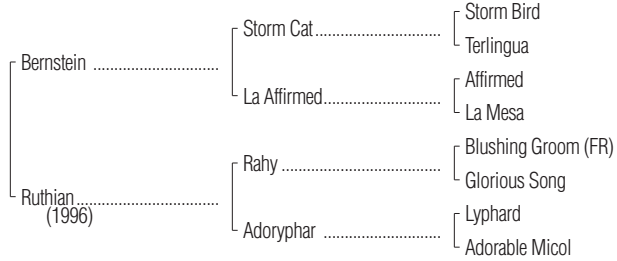 Storm Bird
Storm Cat..............................
Terlingua
Bernstein ..............................
Affirmed
La Affirmed............................
La Mesa
Blushing Groom (FR)
Rahy ......................................
Glorious Song
Ruthian..................................
(1996)
Lyphard
Adoryphar ............................
Adorable Micol